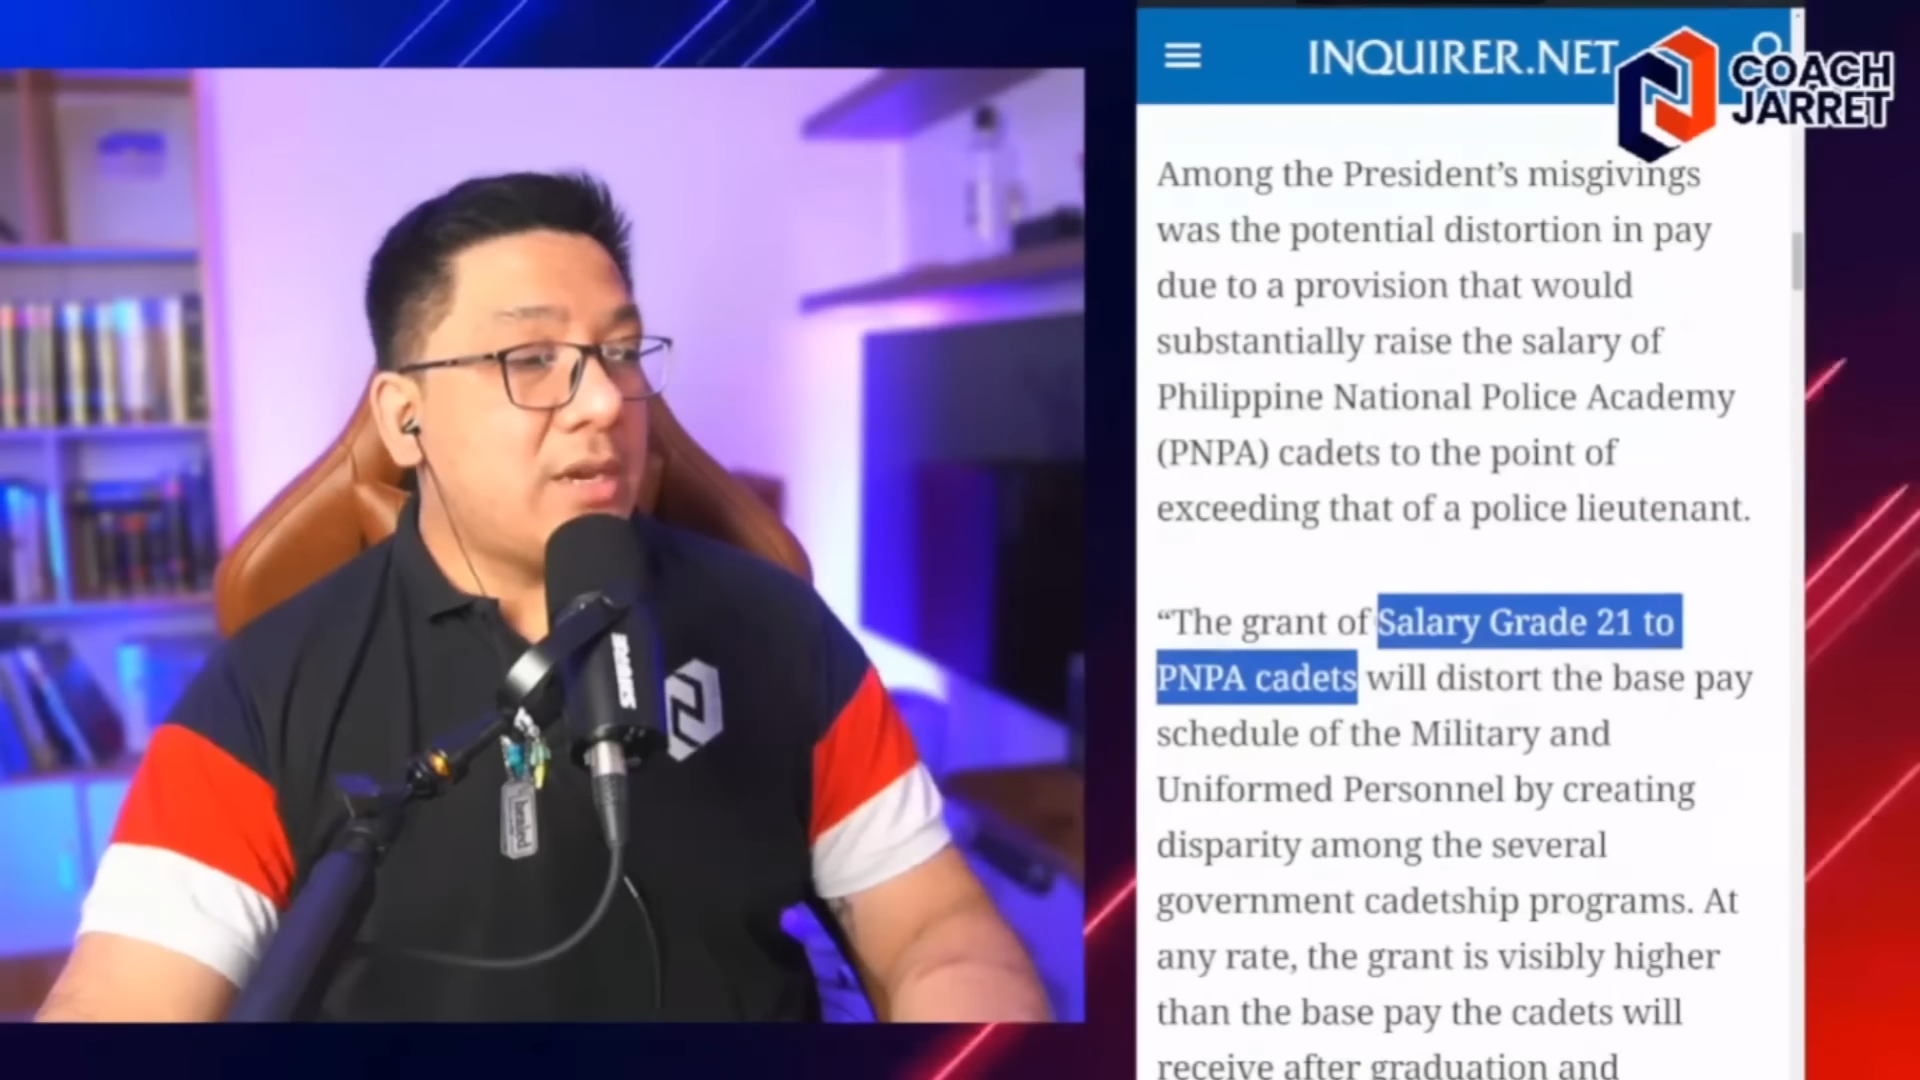 INQUIRER.NET
COACH
JARRET
Among the President’s misgivings
was the potential distortion in pay
due to a provision that would
substantially raise the salary of
Philippine National Police Academy
(PNPA) cadets to the point of
exceeding that of a police lieutenant.
“The grant of Salary Grade 21 to
PNPA cadets will distort the base pay
schedule of the Military and
Uniformed Personnel by creating
disparity among the several
government cadetship programs. At
any rate, the grant is visibly higher
than the base pay the cadets will
receive after graduation and